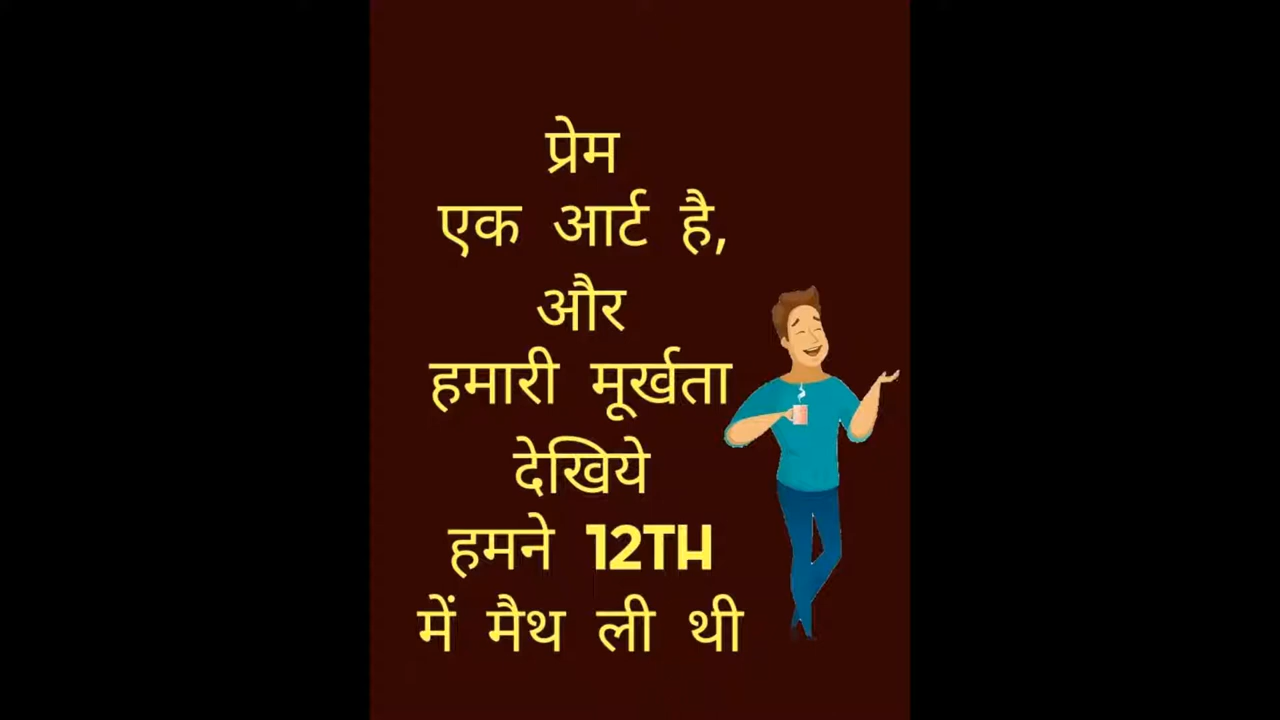 प्रेम
एक आर्ट है,
और
हमारी मूर्खता
देखिये
हमने 12TH
में मैथ ली थी